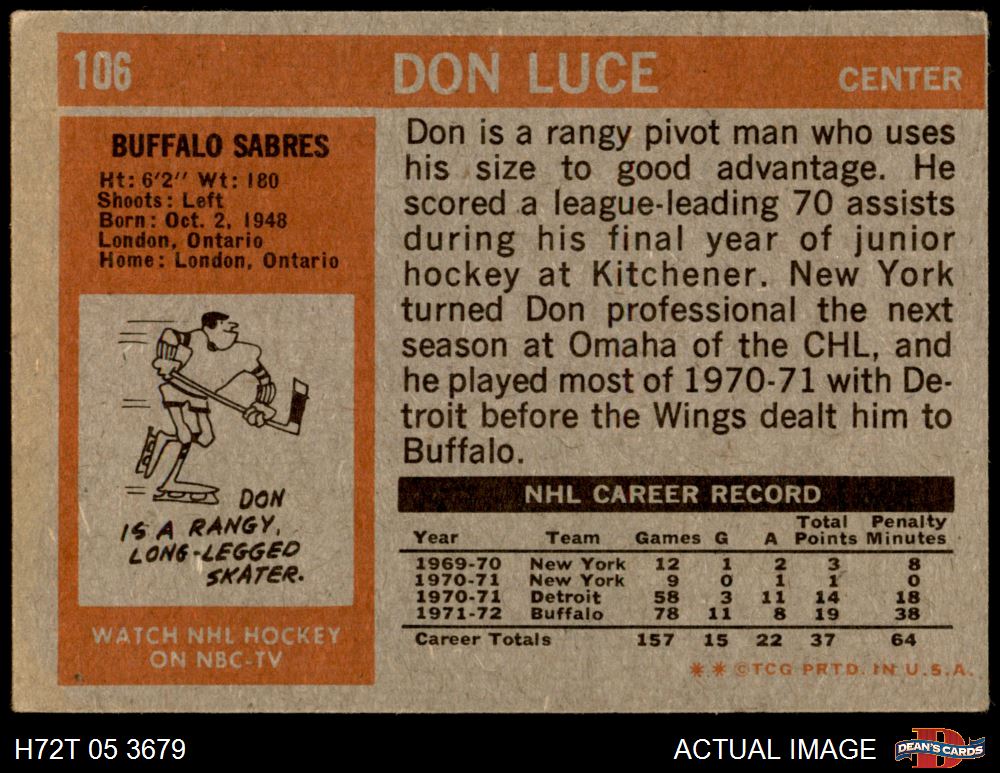 106 DON LUCE CENTER
BUFFALO SABRES
Ht: 6'2" Wt: 180
Shoots: Left
Born: Oct. 2, 1948
London, Ontario
Home: London, Ontario
DON
IS A RANGY,
LONG-LEGGED
SKATER.
WATCH NHL HOCKEY
ON NBC-TV
Don is a rangy pivot man who uses
his size to good advantage. He
scored a league-leading 70 assists
during his final year of junior
hockey at Kitchener. New York
turned Don professional the next
season at Omaha of the CHL, and
he played most of 1970-71 with De-
troit before the Wings dealt him to
Buffalo.
NHL CAREER RECORD
Total Penalty
Year Team Games G A Points Minutes
1969-70 New York 12 1 2 3 8
1970-71 New York 9 0 1 1 0
1970-71 Detroit 58 3 11 14 18
1971-72 Buffalo 78 11 8 19 38
Career Totals 157 15 22 37 64
* * ©TCG PRTD. IN U.S.A.
H72T 05 3679 ACTUAL IMAGE D DEAN'S CARDS